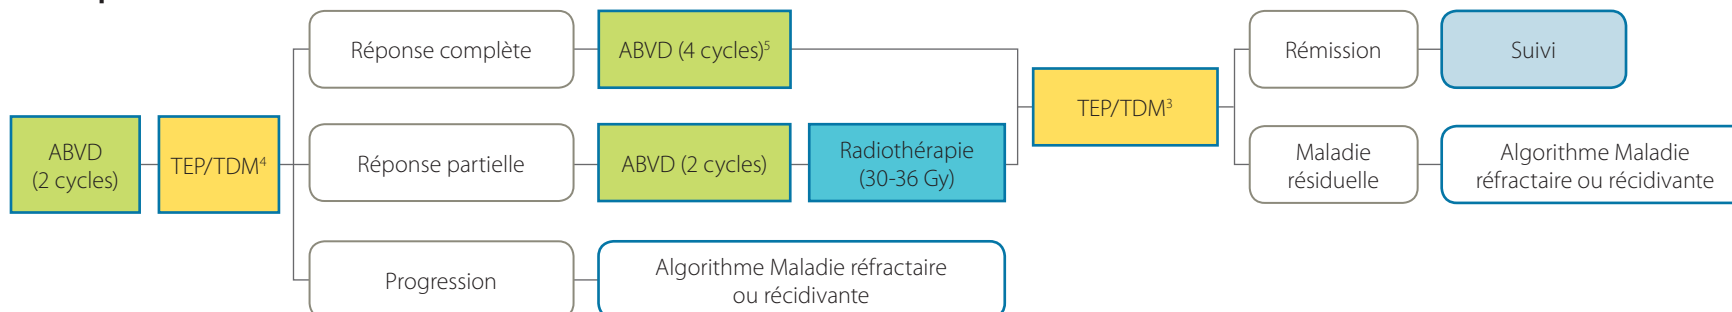 ABVD
(2 cycles)
TEP/TDM⁴
Réponse complète
ABVD (4 cycles)⁵
Réponse partielle
ABVD (2 cycles)
Radiothérapie
(30-36 Gy)
Progression
Algorithme Maladie réfractaire
ou récidivante
TEP/TDM³
Rémission
Suivi
Maladie
résiduelle
Algorithme Maladie
réfractaire ou récidivante